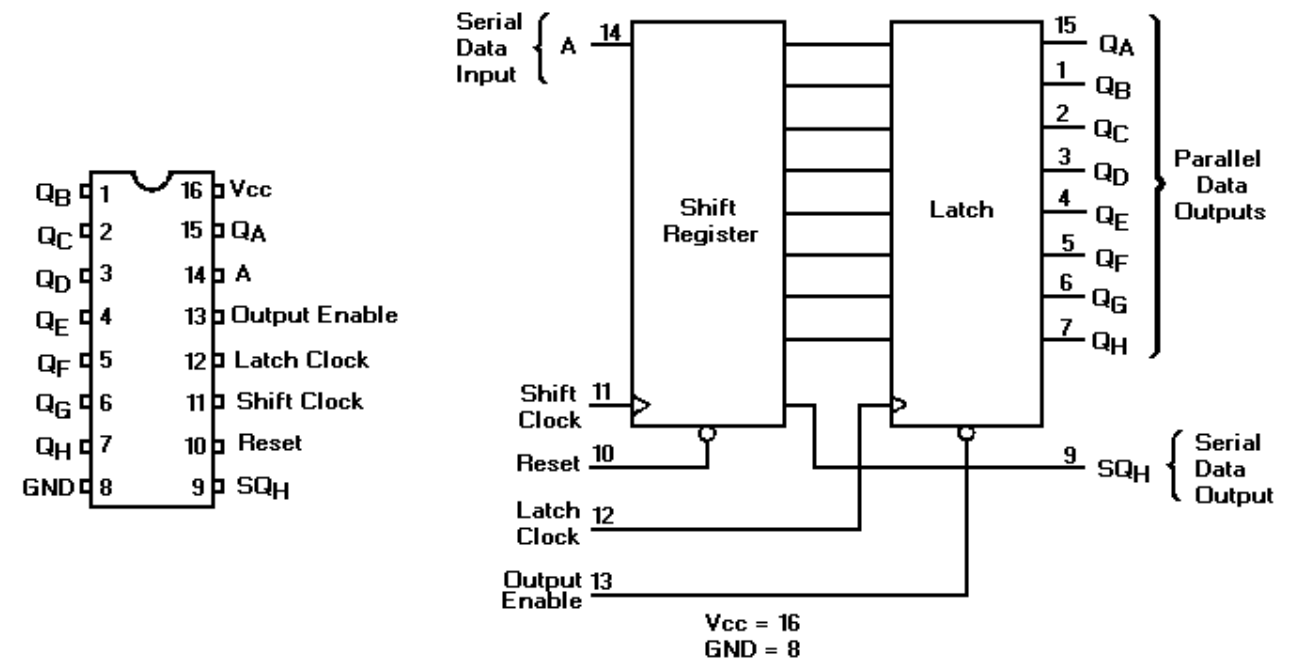 QB 1 16 Vcc
QC 2 15 QA
QD 3 14 A
QE 4 13 Output Enable
QF 5 12 Latch Clock
QG 6 11 Shift Clock
QH 7 10 Reset
GND 8 9 SQH
Serial
Data
Input
A 14
Shift
Register
Latch
15 QA
1 QB
2 QC
3 QD
4 QE
5 QF
6 QG
7 QH
Parallel
Data
Outputs
Shift 11
Clock
Reset 10
Latch 12
Clock
Output 13
Enable
9 SQH
Serial
Data
Output
Vcc = 16
GND = 8